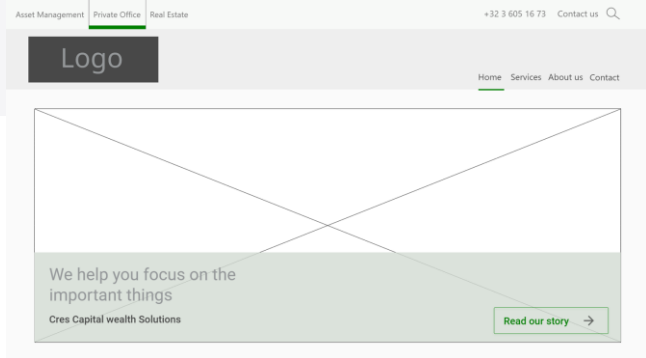 Asset Management Private Office Real Estate +32 3 605 16 73 Contact us
Logo
Home Services About us Contact
We help you focus on the
important things
Cres Capital wealth Solutions
Read our story